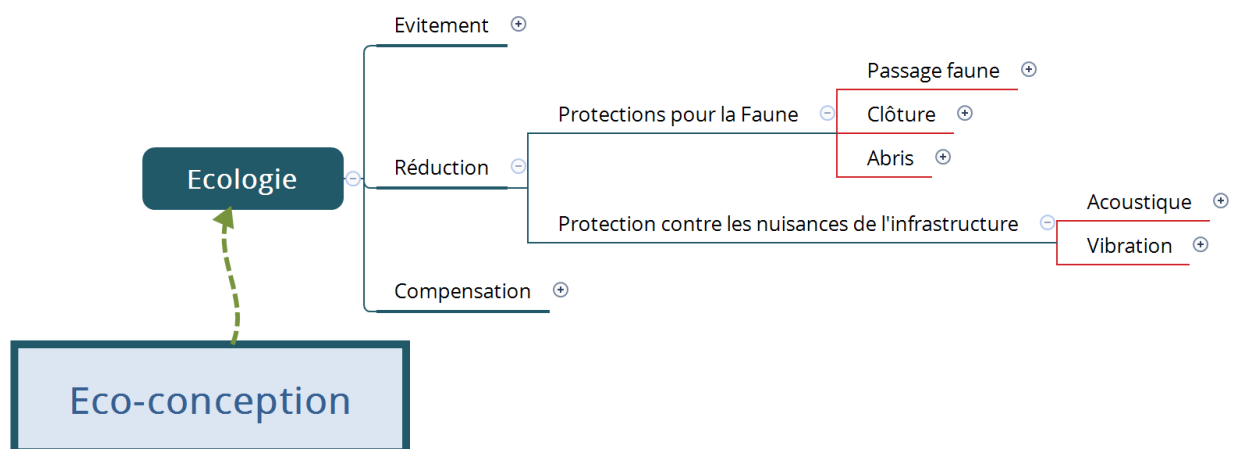 Evitement
Passage faune
Protections pour la Faune
Clôture
Abris
Réduction
Ecologie
Acoustique
Protection contre les nuisances de l'infrastructure
Vibration
Compensation
Eco-conception